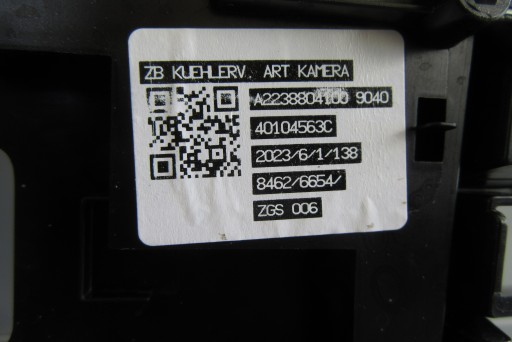 ZB KUEHLERV. ART KAMERA
A2238804100 9040
40104563C
2023/6/1/138
8462/6654/
ZGS 006